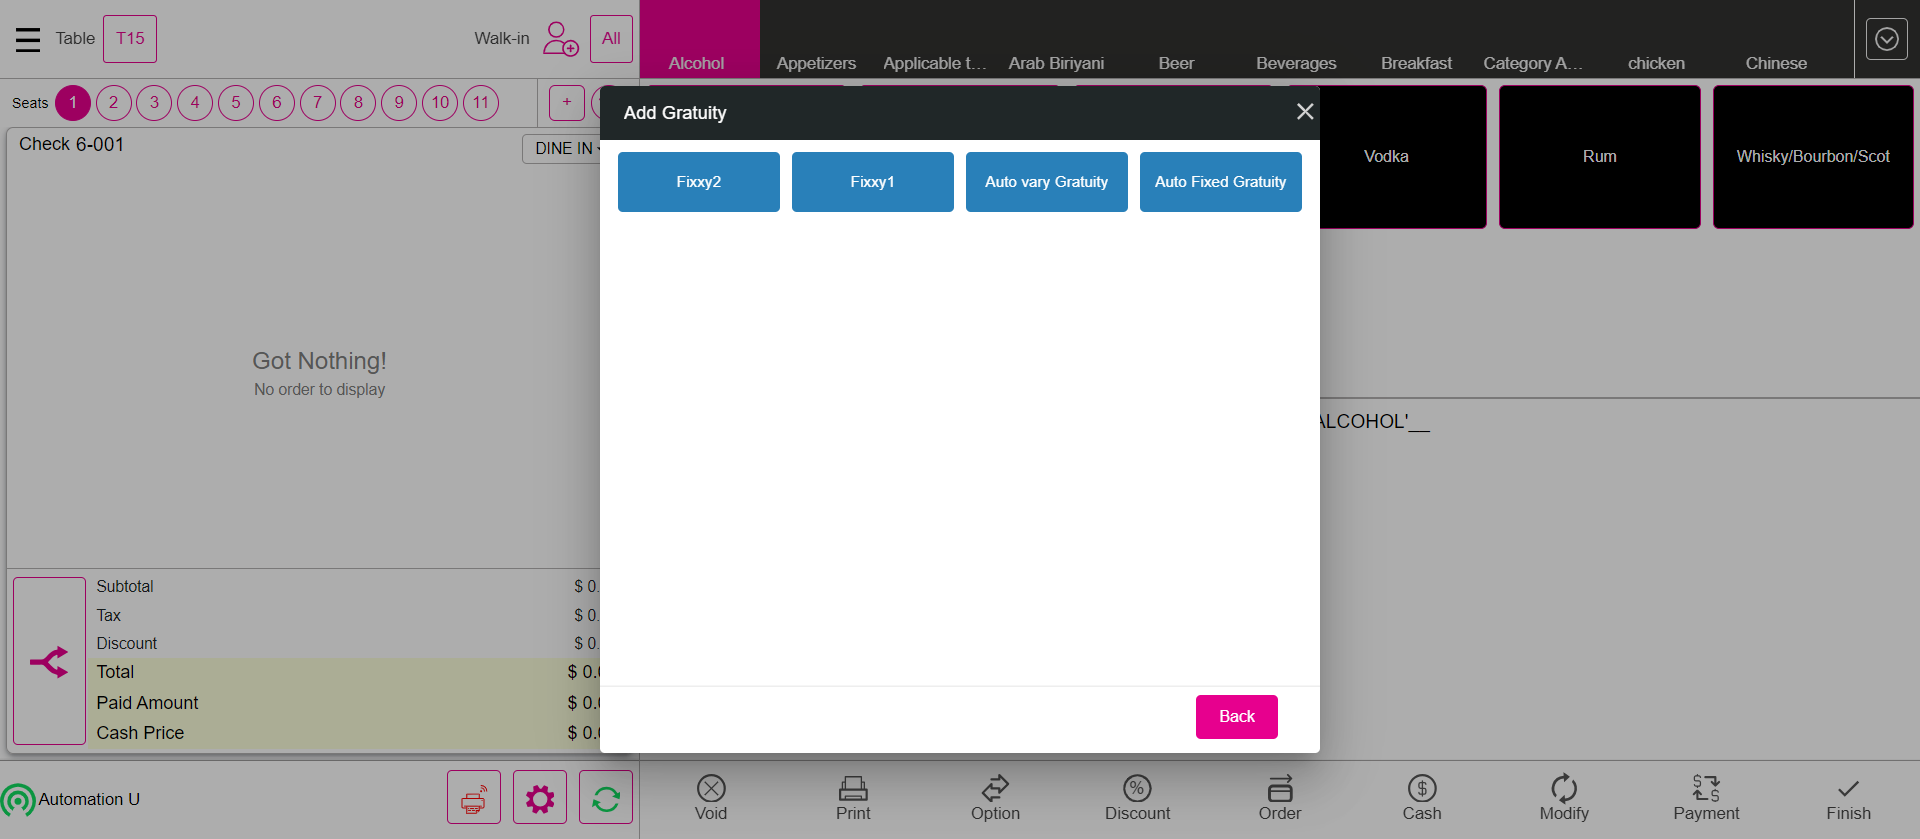 Table
T15
Walk-in
All
Alcohol
Appetizers
Applicable t...
Arab Biriyani
Beer
Beverages
Breakfast
Category A...
chicken
Chinese
Seats
1
2
3
4
5
6
7
8
9
10
11
+
Check 6-001
DINE IN
Add Gratuity
Fixxy2
Fixxy1
Auto vary Gratuity
Auto Fixed Gratuity
Vodka
Rum
Whisky/Bourbon/Scot
Got Nothing!
No order to display
ALCOHOL'__
Subtotal
$ 0.
Tax
$ 0.
Discount
$ 0.
Total
$ 0.
Paid Amount
$ 0.
Cash Price
$ 0.
Back
Automation U
Void
Print
Option
Discount
Order
Cash
Modify
Payment
Finish